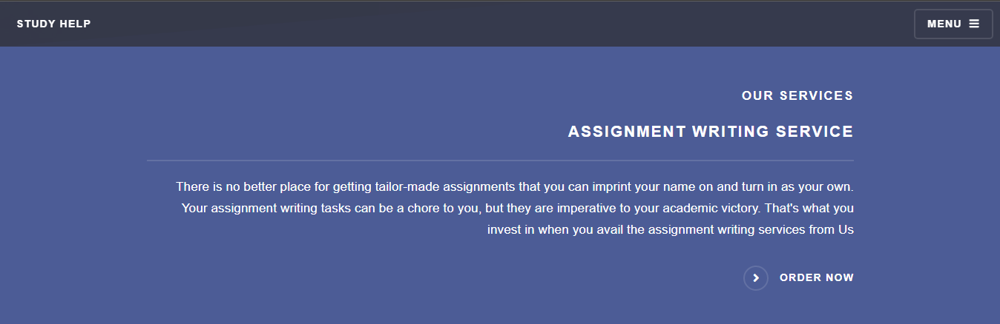 STUDY HELP
MENU
OUR SERVICES
ASSIGNMENT WRITING SERVICE
There is no better place for getting tailor-made assignments that you can imprint your name on and turn in as your own.
Your assignment writing tasks can be a chore to you, but they are imperative to your academic victory. That's what you
invest in when you avail the assignment writing services from Us
ORDER NOW